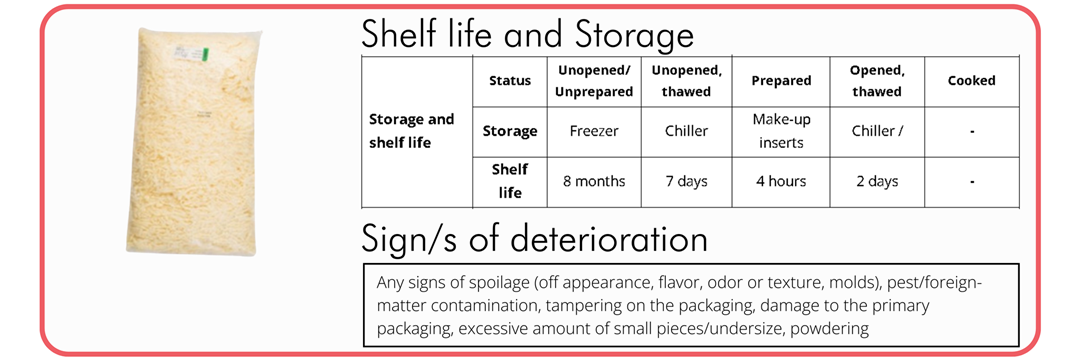 Shelf life and Storage
Storage and shelf life
Status
Unopened/ Unprepared
Unopened, thawed
Prepared
Opened, thawed
Cooked
Storage
Freezer
Chiller
Make-up inserts
Chiller /
-
Shelf life
8 months
7 days
4 hours
2 days
-
Sign/s of deterioration
Any signs of spoilage (off appearance, flavor, odor or texture, molds), pest/foreign-
matter contamination, tampering on the packaging, damage to the primary
packaging, excessive amount of small pieces/undersize, powdering